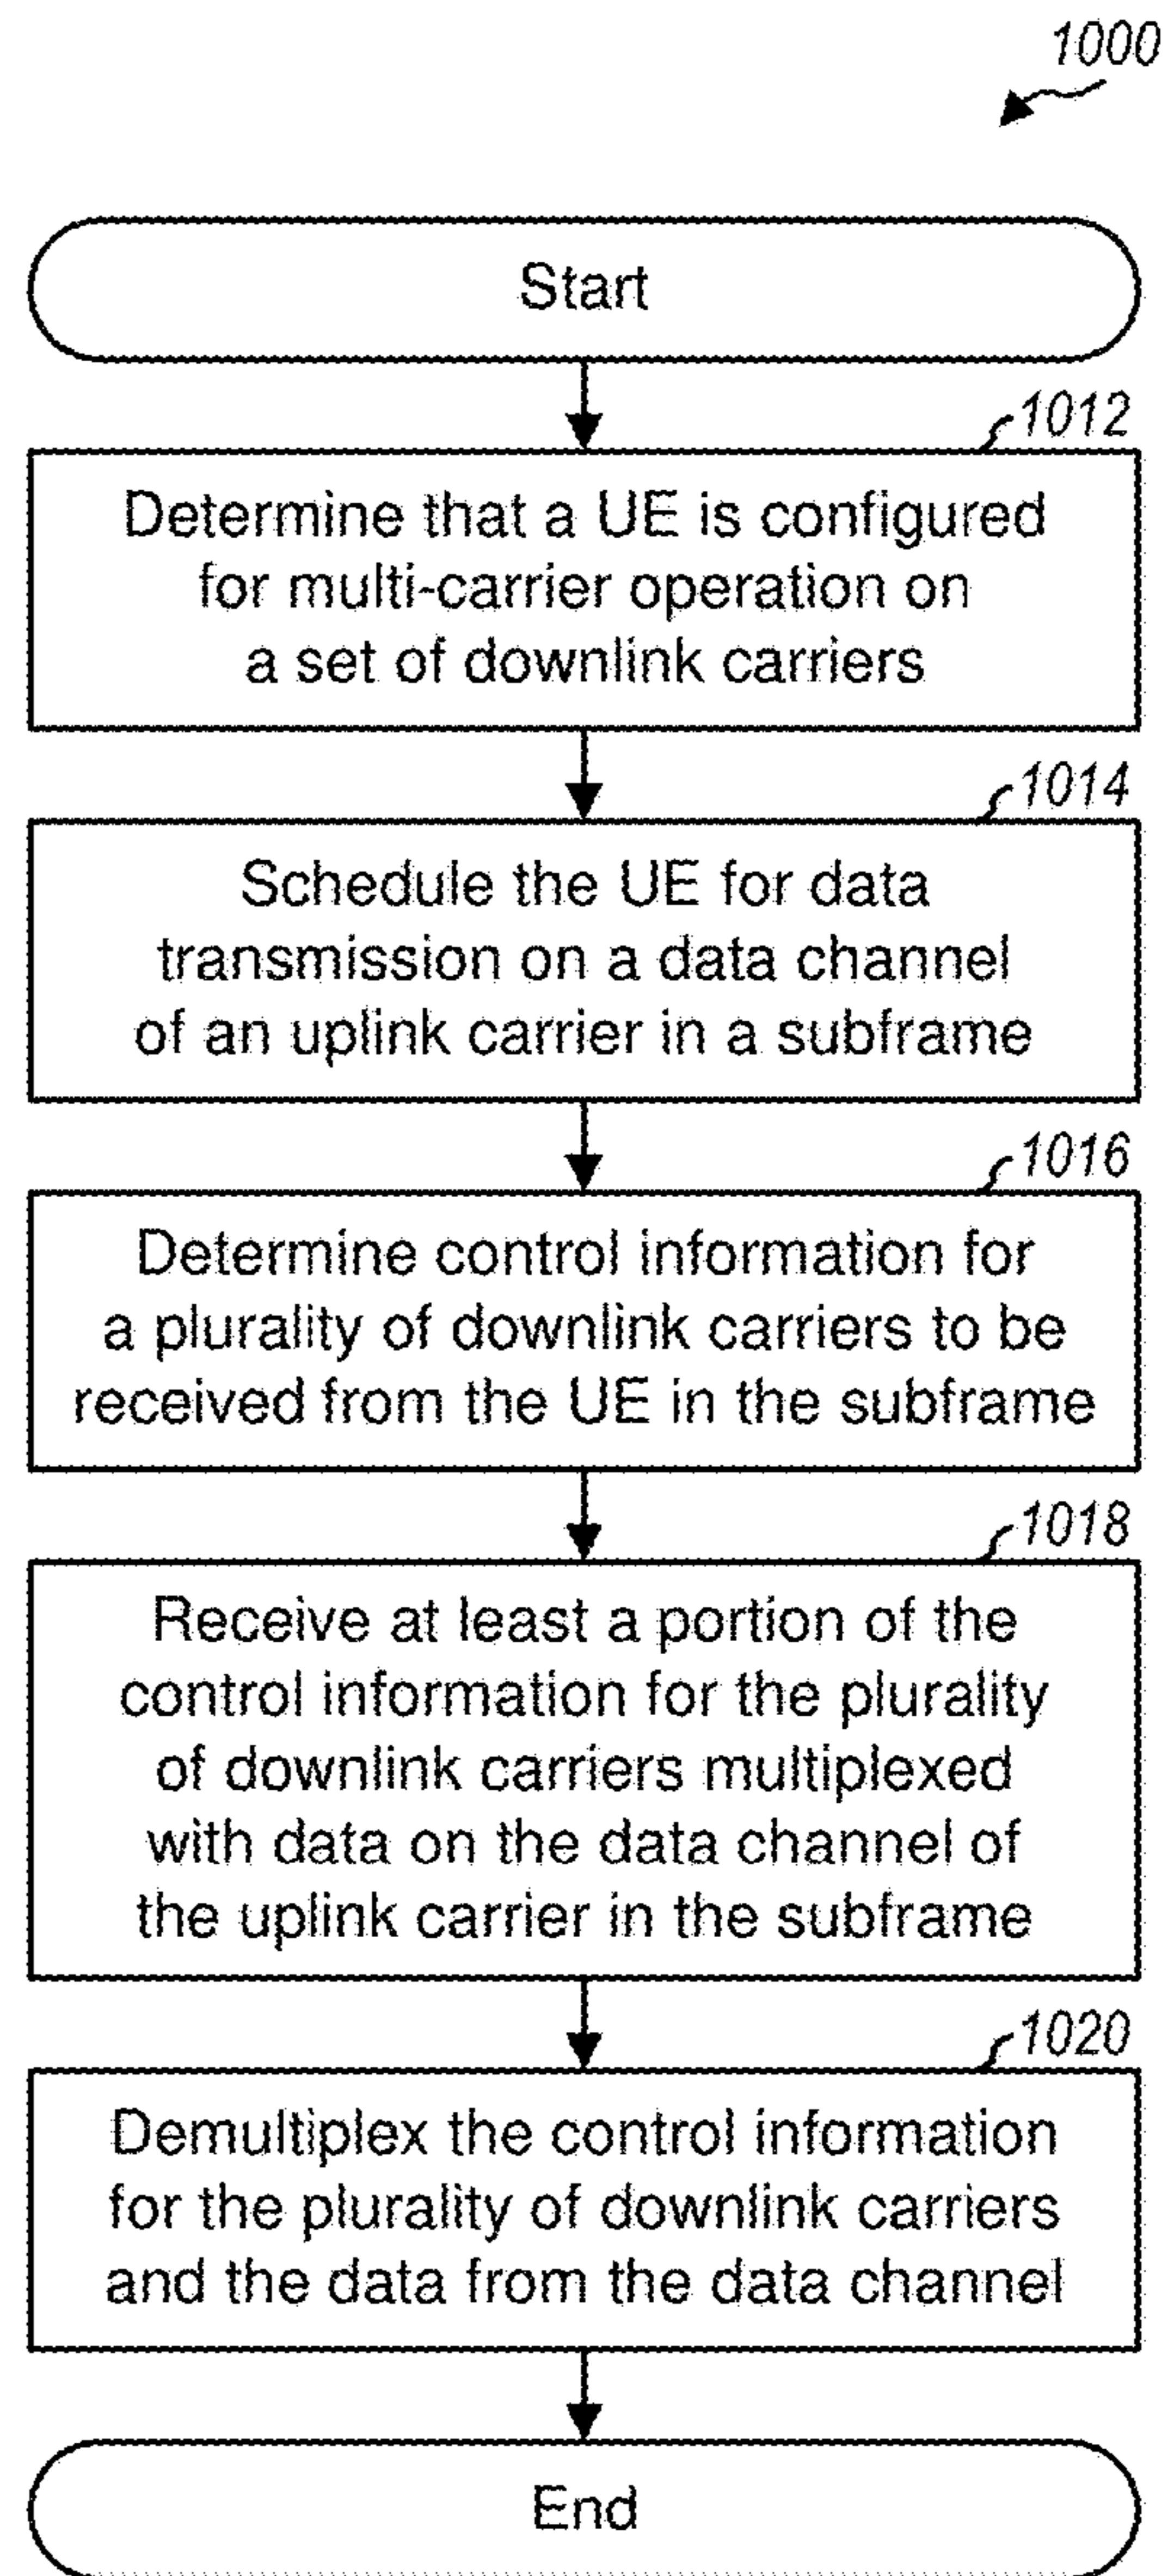 1000
Start
1012
Determine that a UE is configured
for multi-carrier operation on
a set of downlink carriers
1014
Schedule the UE for data
transmission on a data channel
of an uplink carrier in a subframe
1016
Determine control information for
a plurality of downlink carriers to be
received from the UE in the subframe
1018
Receive at least a portion of the
control information for the plurality
of downlink carriers multiplexed
with data on the data channel of
the uplink carrier in the subframe
1020
Demultiplex the control information
for the plurality of downlink carriers
and the data from the data channel
End